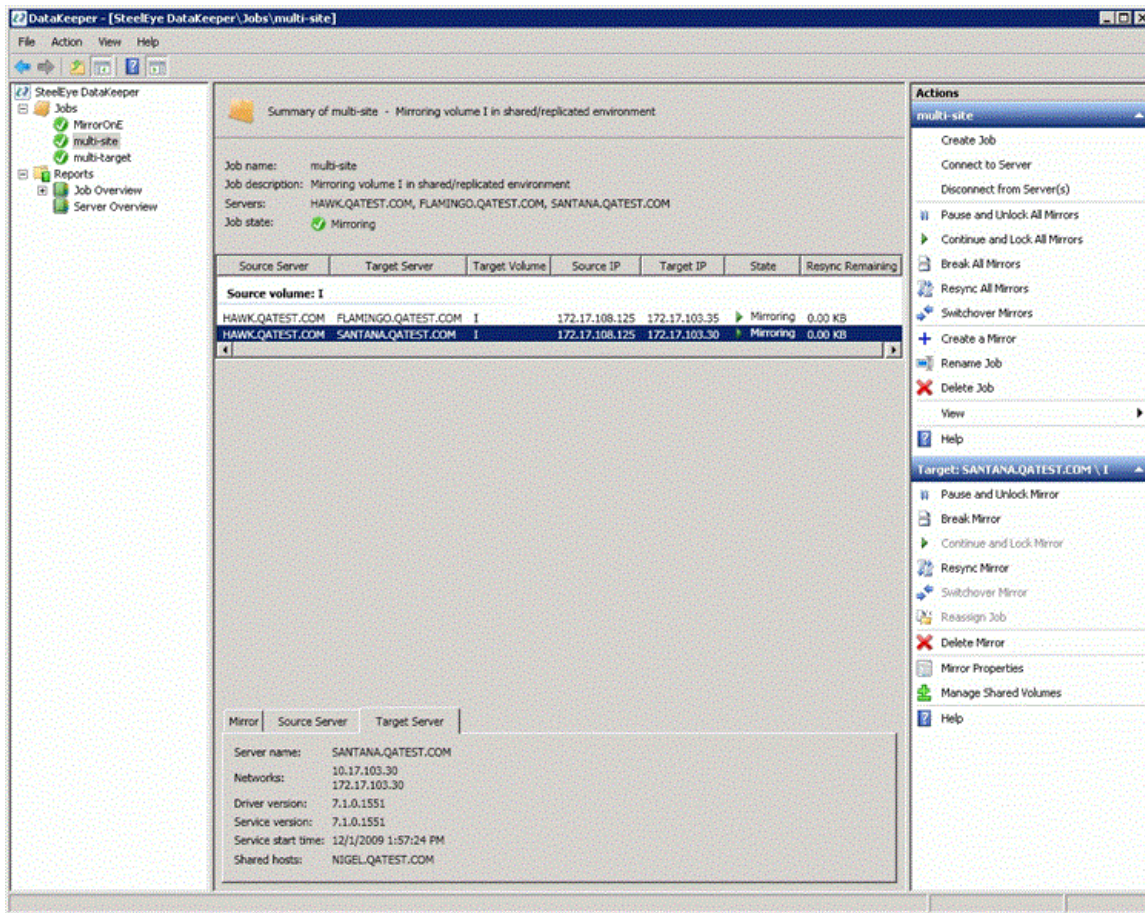 DataKeeper - [SteelEye DataKeeper\Jobs\multi-site]
File Action View Help
SteelEye DataKeeper
Jobs
MirrorOnE
multi-site
multi-target
Reports
Job Overview
Server Overview
Summary of multi-site - Mirroring volume I in shared/replicated environment
Job name: multi-site
Job description: Mirroring volume I in shared/replicated environment
Servers: HAWK.QATEST.COM, FLAMINGO.QATEST.COM, SANTANA.QATEST.COM
Job state: Mirroring
Source Server Target Server Target Volume Source IP Target IP State Resync Remaining
Source volume: I
HAWK.QATEST.COM FLAMINGO.QATEST.COM I 172.17.108.125 172.17.103.35 Mirroring 0.00 KB
HAWK.QATEST.COM SANTANA.QATEST.COM I 172.17.108.125 172.17.103.30 Mirroring 0.00 KB
Mirror Source Server Target Server
Server name: SANTANA.QATEST.COM
Networks: 10.17.103.30
172.17.103.30
Driver version: 7.1.0.1551
Service version: 7.1.0.1551
Service start time: 12/1/2009 1:57:24 PM
Shared hosts: NIGEL.QATEST.COM
Actions
multi-site
Create Job
Connect to Server
Disconnect from Server(s)
Pause and Unlock All Mirrors
Continue and Lock All Mirrors
Break All Mirrors
Resync All Mirrors
Switchover Mirrors
Create a Mirror
Rename Job
Delete Job
View
Help
Target: SANTANA.QATEST.COM \ I
Pause and Unlock Mirror
Break Mirror
Continue and Lock Mirror
Resync Mirror
Switchover Mirror
Reassign Job
Delete Mirror
Mirror Properties
Manage Shared Volumes
Help